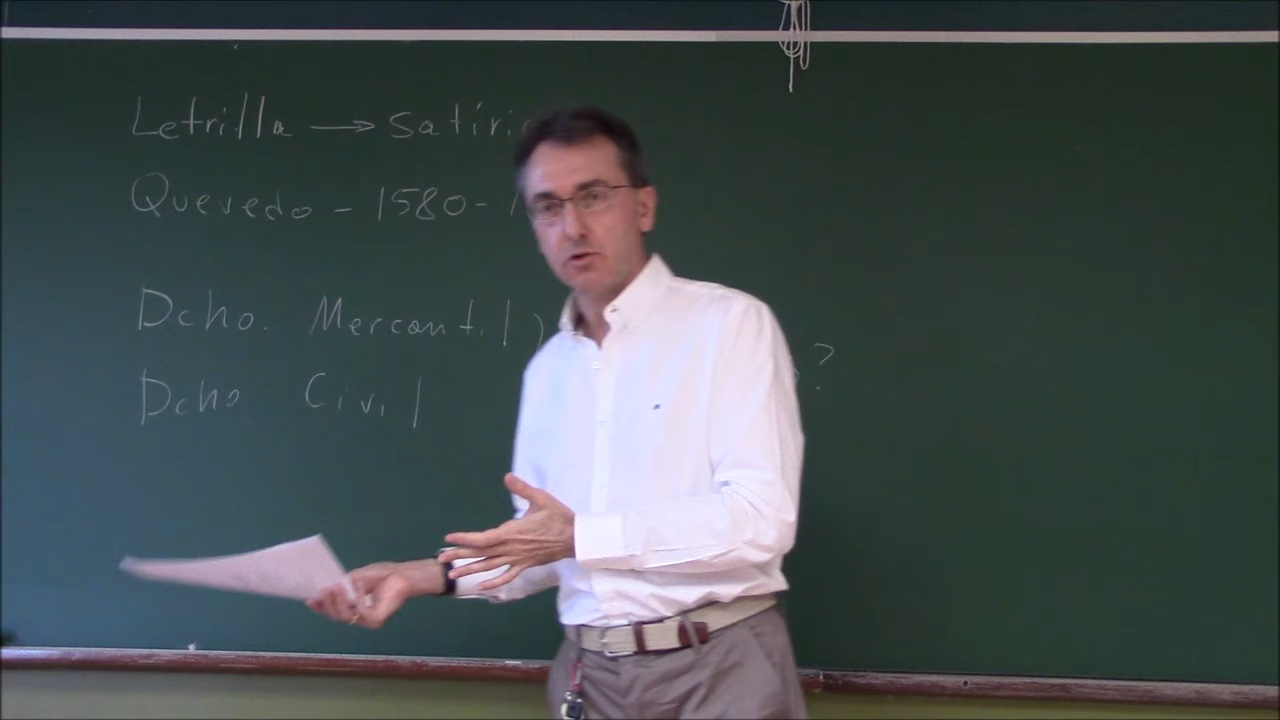 Letrilla → satíri
Quevedo - 1580 -
Dcho. Mercantil
?
Dcho Civil